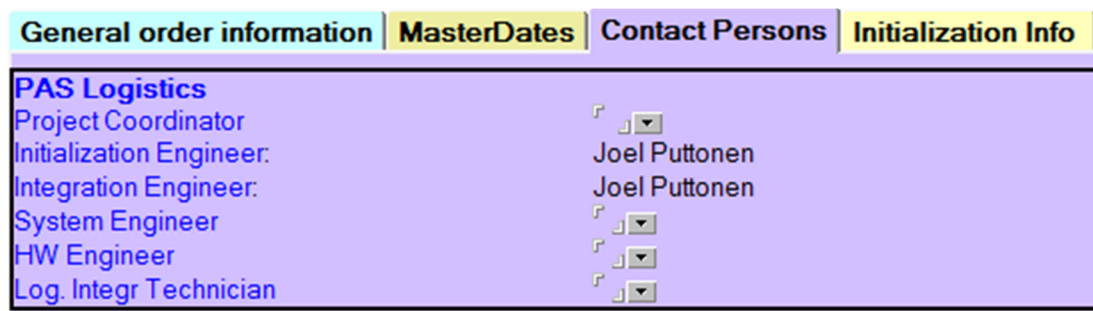 General order information MasterDates Contact Persons Initialization Info
PAS Logistics
Project Coordinator
Initialization Engineer: Joel Puttonen
Integration Engineer: Joel Puttonen
System Engineer
HW Engineer
Log. Integr Technician